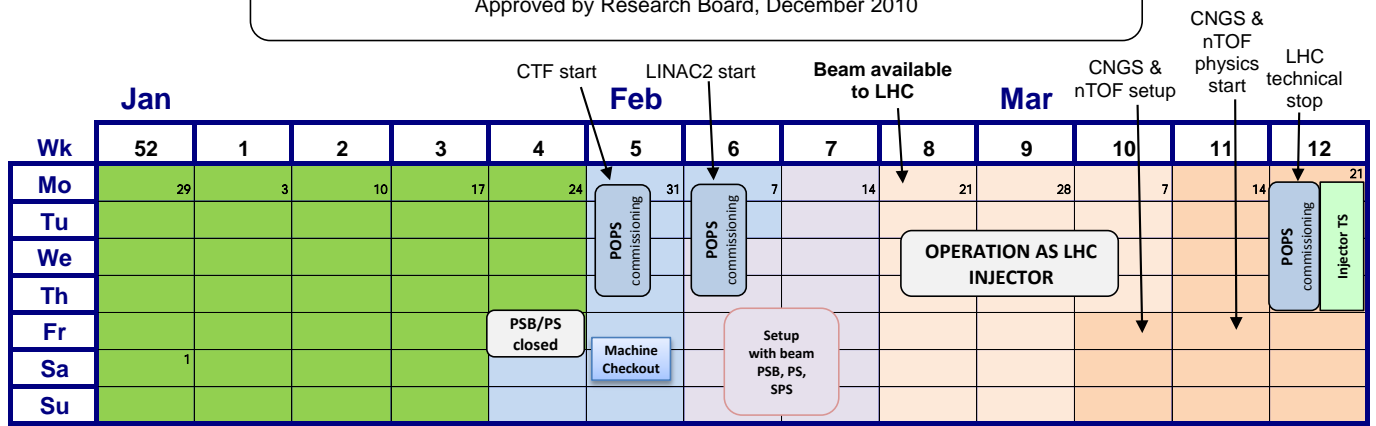 Approved by Research Board, December 2010
CNGS &
nTOF
physics
start
CTF start
LINAC2 start
Beam available
to LHC
CNGS &
nTOF setup
LHC
technical
stop
Jan
Feb
Mar
Wk 52 1 2 3 4 5 6 7 8 9 10 11 12
Mo 29 3 10 17 24 31 7 14 21 28 7 14 21
Tu
We
Th
Fr
Sa 1
Su
POPS
commissioning
POPS
commissioning
OPERATION AS LHC
INJECTOR
POPS
commissioning
Injector TS
PSB/PS
closed
Machine
Checkout
Setup
with beam
PSB, PS,
SPS